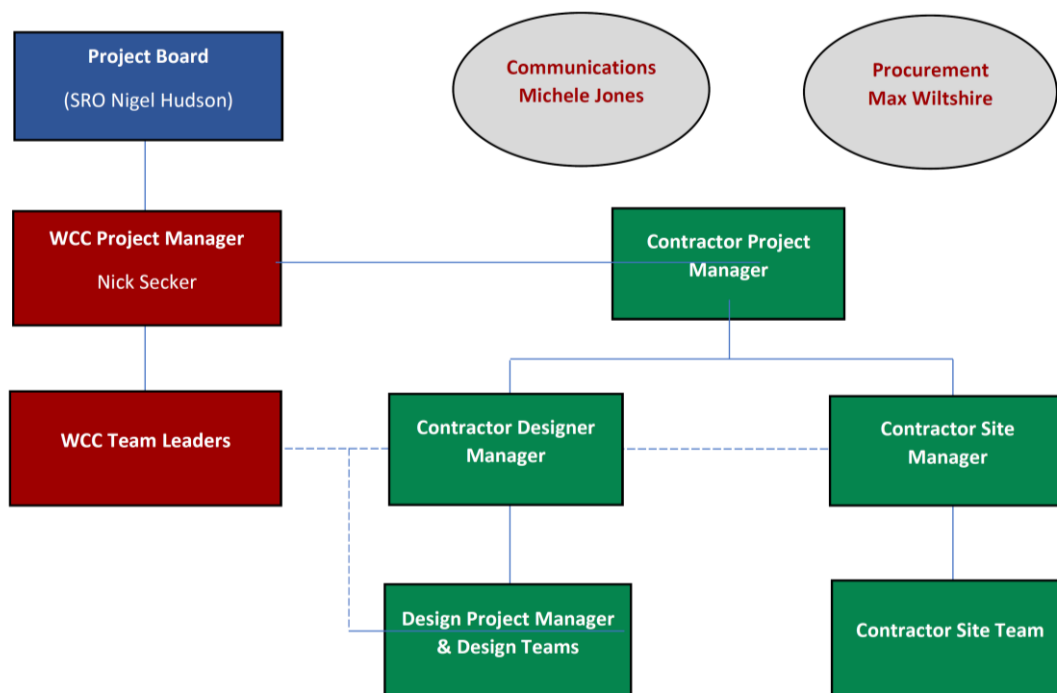 Project Board
(SRO Nigel Hudson)
Communications
Michele Jones
Procurement
Max Wiltshire
WCC Project Manager
Nick Secker
Contractor Project
Manager
WCC Team Leaders
Contractor Designer
Manager
Contractor Site
Manager
Design Project Manager
& Design Teams
Contractor Site Team